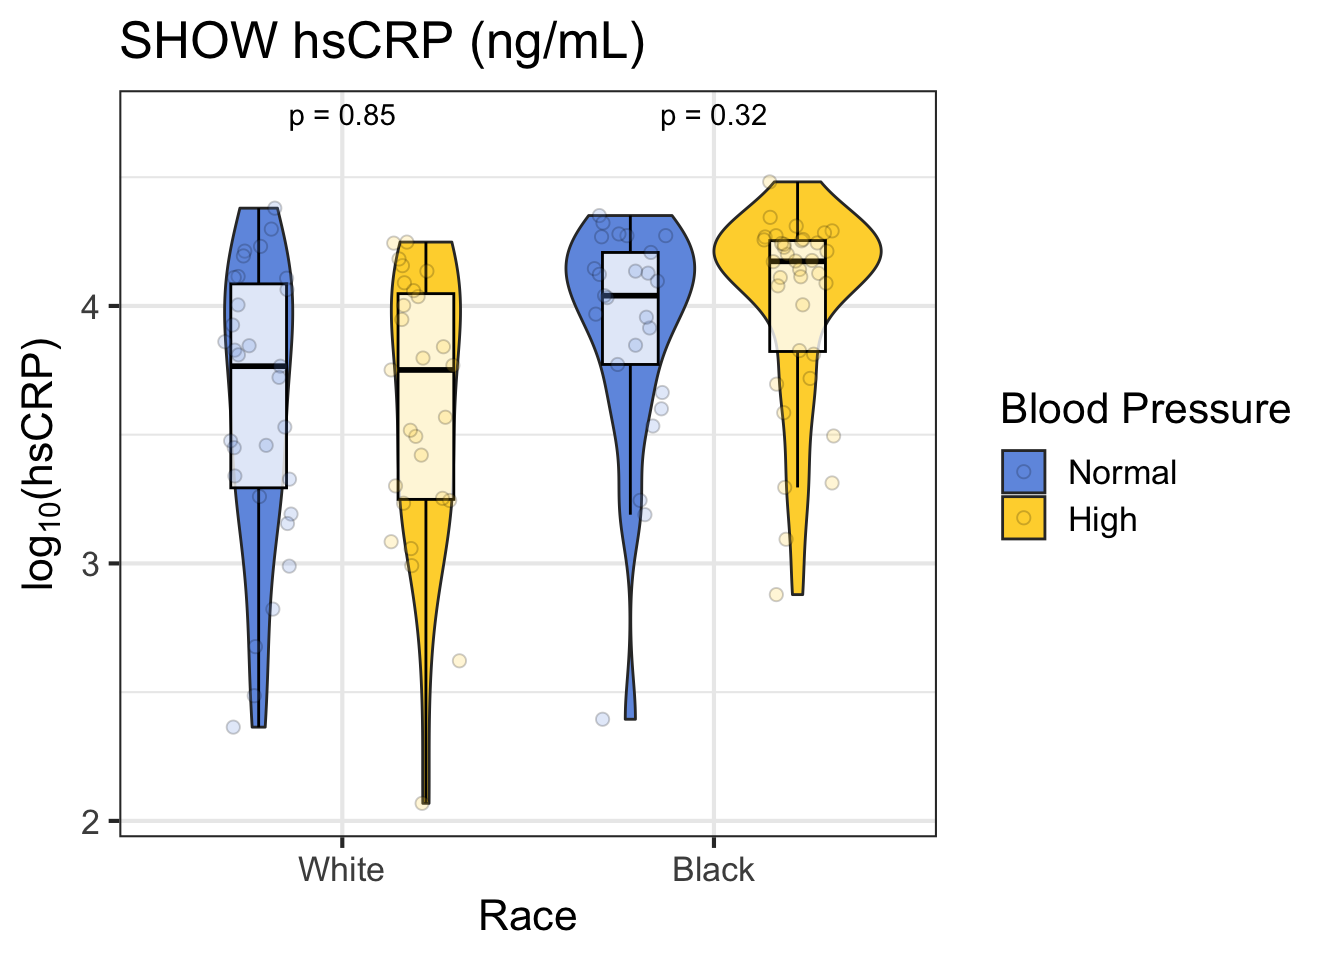 SHOW hsCRP (ng/mL)
p = 0.85
p = 0.32
4
3
2
log₁₀(hsCRP)
White
Black
Race
Blood Pressure
Normal
High